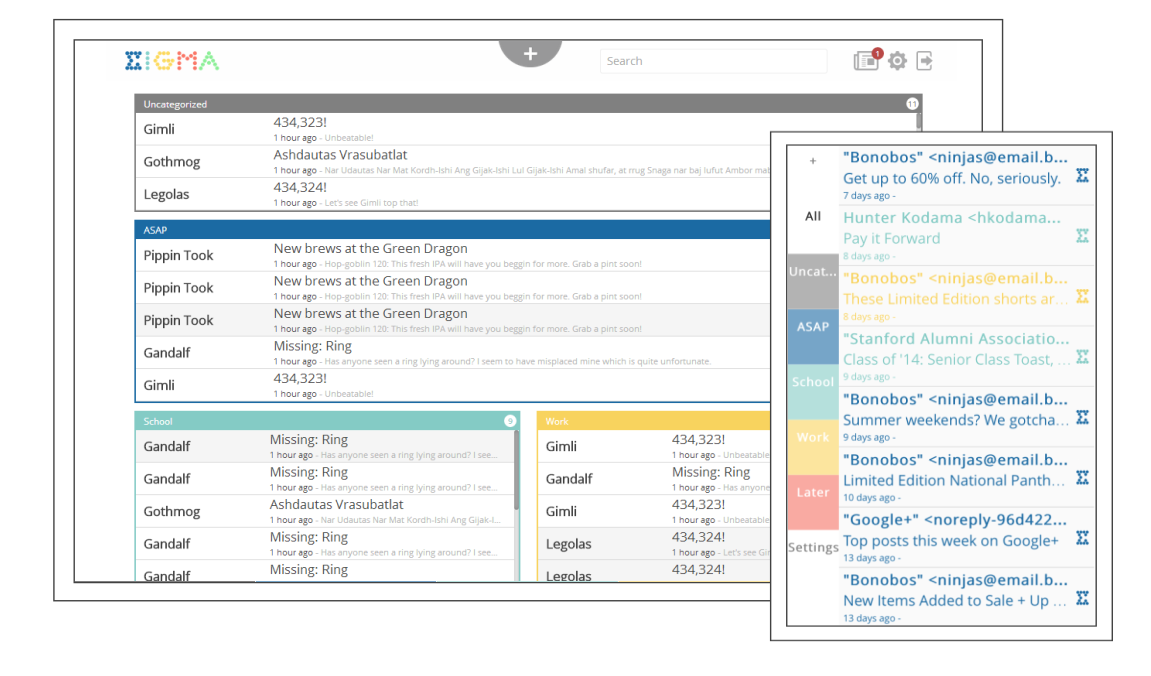 ΣIGMA
+
Search
1
Uncategorized
11
Gimli
434,323!
1 hour ago - Unbeatable!
Gothmog
Ashdautas Vrasubatlat
1 hour ago - Nar Udautas Nar Mat Kordh-Ishi Ang Gijak-Ishi Lul Gijak-Ishi Amal shufar, at rrug Snaga nar baj lufut Ambor
Legolas
434,324!
1 hour ago - Let's see Gimli top that!
ASAP
Pippin Took
New brews at the Green Dragon
1 hour ago - Hop-goblin 120: This fresh IPA will have you beggin for more. Grab a pint soon!
Pippin Took
New brews at the Green Dragon
1 hour ago - Hop-goblin 120: This fresh IPA will have you beggin for more. Grab a pint soon!
Pippin Took
New brews at the Green Dragon
1 hour ago - Hop-goblin 120: This fresh IPA will have you beggin for more. Grab a pint soon!
Gandalf
Missing: Ring
1 hour ago - Has anyone seen a ring lying around? I seem to have misplaced mine which is quite unfortunate.
Gimli
434,323!
1 hour ago - Unbeatable!
School
9
Gandalf
Missing: Ring
1 hour ago - Has anyone seen a ring lying around? I see...
Gandalf
Missing: Ring
1 hour ago - Has anyone seen a ring lying around? I see...
Gothmog
Ashdautas Vrasubatlat
1 hour ago - Nar Udautas Nar Mat Kordh-Ishi Ang Gijak-I...
Gandalf
Missing: Ring
1 hour ago - Has anyone seen a ring lying around? I see...
Gandalf
Missing: Ring
Work
Gimli
434,323!
1 hour ago - Unbeatable
Gandalf
Missing: Ring
1 hour ago - Has anyone
Gimli
434,323!
1 hour ago - Unbeatable
Legolas
434,324!
1 hour ago - Let's see
Legolas
434,324!
+
All
Uncat...
ASAP
School
Work
Later
Settings
"Bonobos" <ninjas@email.b...
Get up to 60% off. No, seriously.
7 days ago -
Hunter Kodama <hkodama...
Pay it Forward
8 days ago -
"Bonobos" <ninjas@email.b...
These Limited Edition shorts ar...
8 days ago -
"Stanford Alumni Associatio...
Class of '14: Senior Class Toast, ...
9 days ago -
"Bonobos" <ninjas@email.b...
Summer weekends? We gotcha...
9 days ago -
"Bonobos" <ninjas@email.b...
Limited Edition National Panth...
10 days ago -
"Google+" <noreply-96d422...
Top posts this week on Google+
13 days ago -
"Bonobos" <ninjas@email.b...
New Items Added to Sale + Up ...
13 days ago -